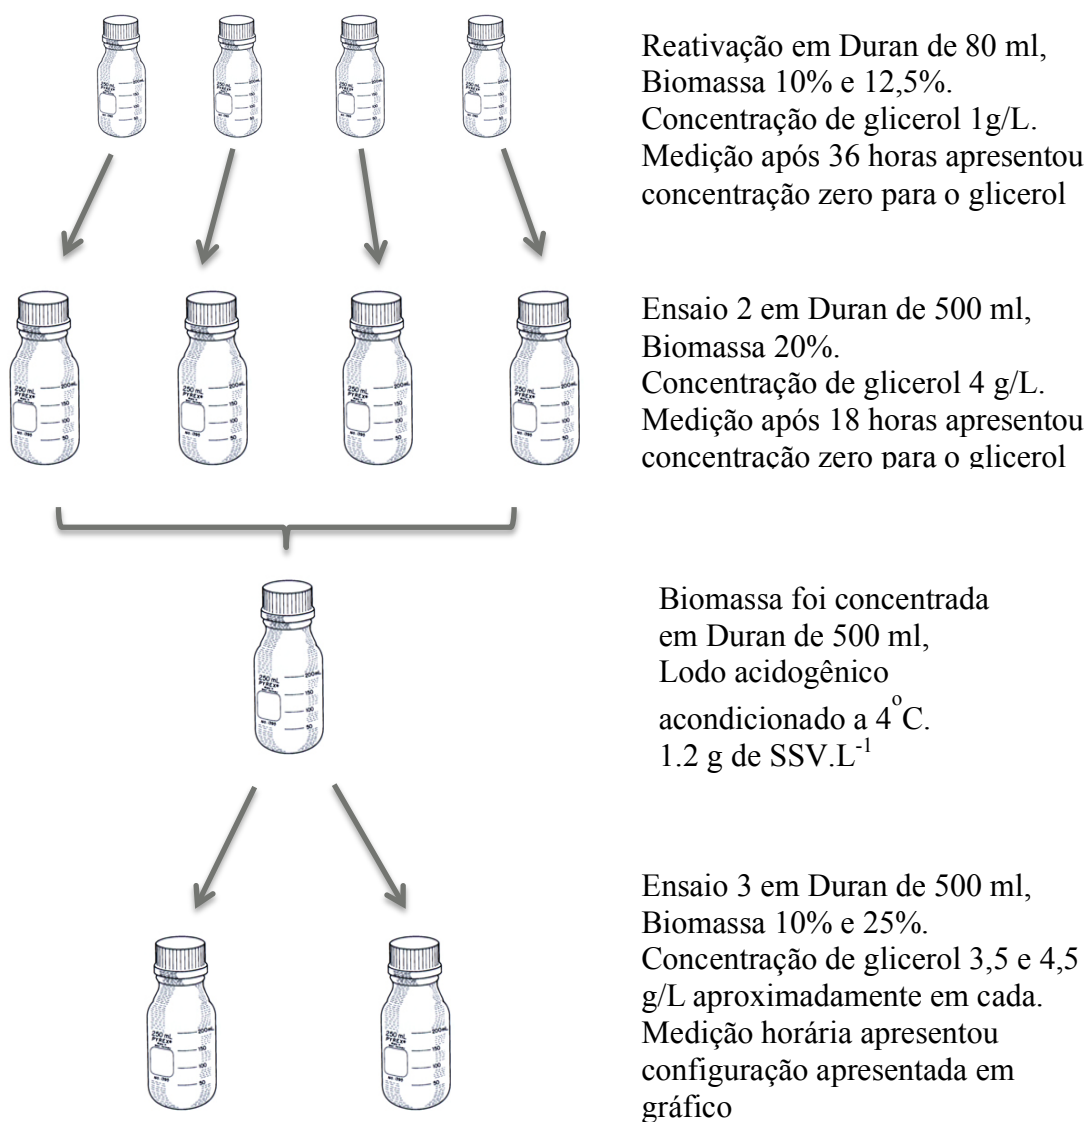 Reativação em Duran de 80 ml,
Biomassa 10% e 12,5%.
Concentração de glicerol 1g/L.
Medição após 36 horas apresentou
concentração zero para o glicerol
Ensaio 2 em Duran de 500 ml,
Biomassa 20%.
Concentração de glicerol 4 g/L.
Medição após 18 horas apresentou
concentração zero para o glicerol
Biomassa foi concentrada
em Duran de 500 ml,
Lodo acidogênico
acondicionado a 4°C.
1.2 g de SSV.L⁻¹
Ensaio 3 em Duran de 500 ml,
Biomassa 10% e 25%.
Concentração de glicerol 3,5 e 4,5
g/L aproximadamente em cada.
Medição horária apresentou
configuração apresentada em
gráfico